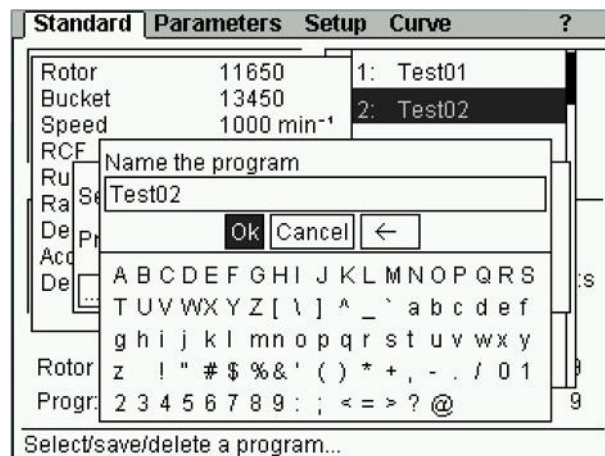 Standard Parameters Setup Curve ?
Rotor 11650
Bucket 13450
Speed 1000 min⁻¹
RCF
1: Test01
2: Test02
Name the program
Test02
Ok Cancel ←
A B C D E F G H I J K L M N O P Q R S
T U V W X Y Z [ \ ] ^ _ ` a b c d e f
g h i j k l m n o p q r s t u v w x y
z ! " # $ % & ' ( ) * + , - . / 0 1
2 3 4 5 6 7 8 9 : ; < = > ? @
Rotor
9
Select/save/delete a program...